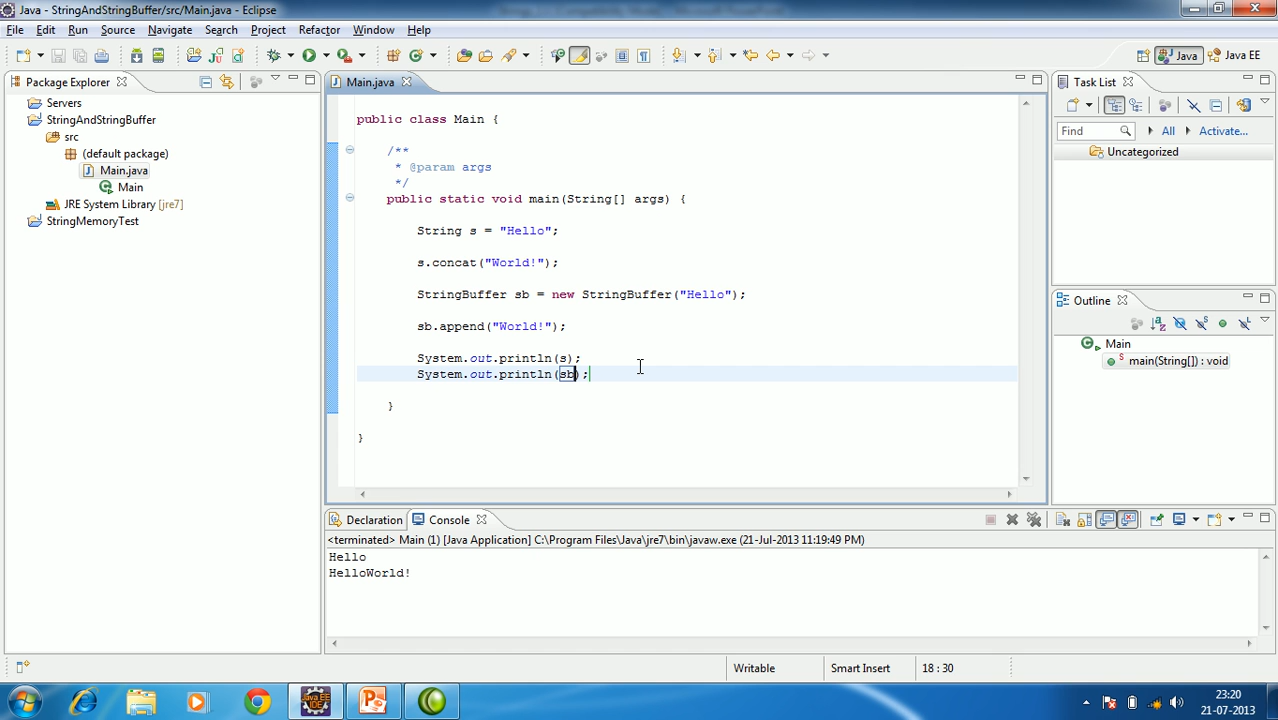 Java - StringAndStringBuffer/src/Main.java - Eclipse
File Edit Run Source Navigate Search Project Refactor Window Help
Java Java EE
Package Explorer
Servers
StringAndStringBuffer
src
(default package)
Main.java
Main
JRE System Library [jre7]
StringMemoryTest
Main.java
public class Main {
/**
* @param args
*/
public static void main(String[] args) {
String s = "Hello";
s.concat("World!");
StringBuffer sb = new StringBuffer("Hello");
sb.append("World!");
System.out.println(s);
System.out.println(sb);
}
}
Task List
Find All Activate...
Uncategorized
Outline
Main
main(String[]) : void
Declaration Console
<terminated> Main (1) [Java Application] C:\Program Files\Java\jre7\bin\javaw.exe (21-Jul-2013 11:19:49 PM)
Hello
HelloWorld!
Writable Smart Insert 18 : 30
Java EE
IDE
23:20
21-07-2013